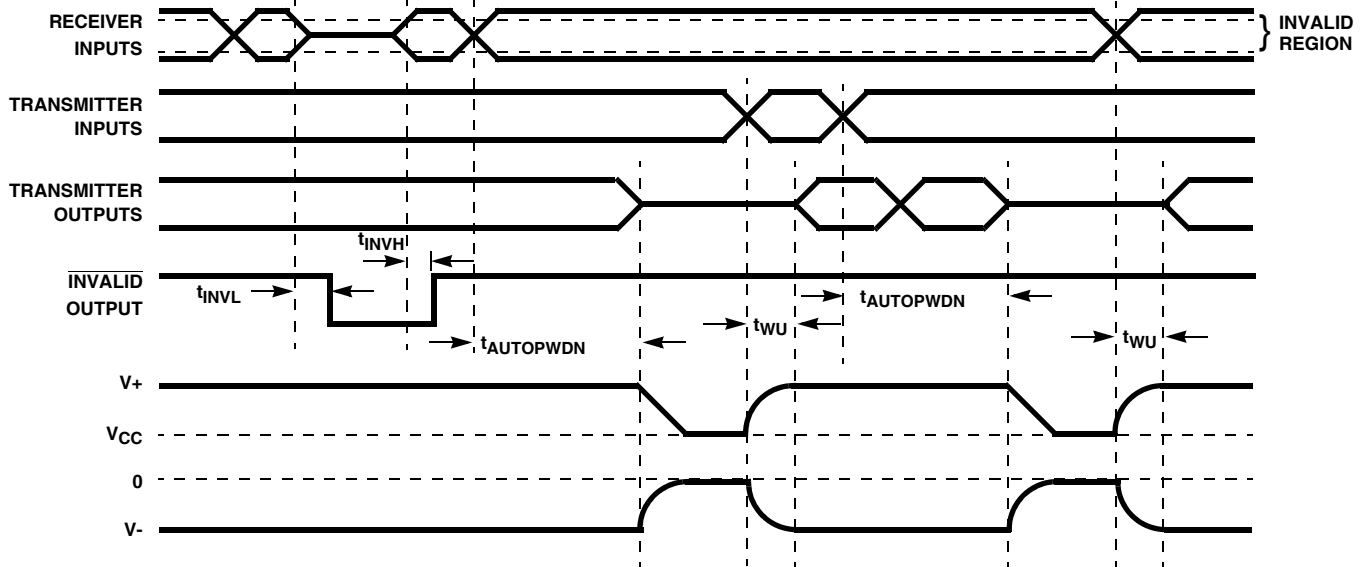 RECEIVER
INPUTS
} INVALID
REGION
TRANSMITTER
INPUTS
TRANSMITTER
OUTPUTS
tINVH
INVALID
OUTPUT
tINVL
tAUTOPWDN
tWU
tAUTOPWDN
tWU
V+
VCC
0
V-